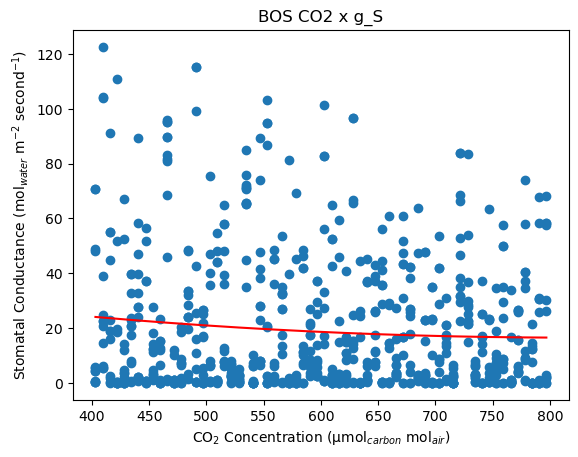 BOS CO2 x g_S
Stomatal Conductance (mol_water m⁻² second⁻¹)
120
100
80
60
40
20
0
400 450 500 550 600 650 700 750 800
CO₂ Concentration (μmol_carbon mol_air)